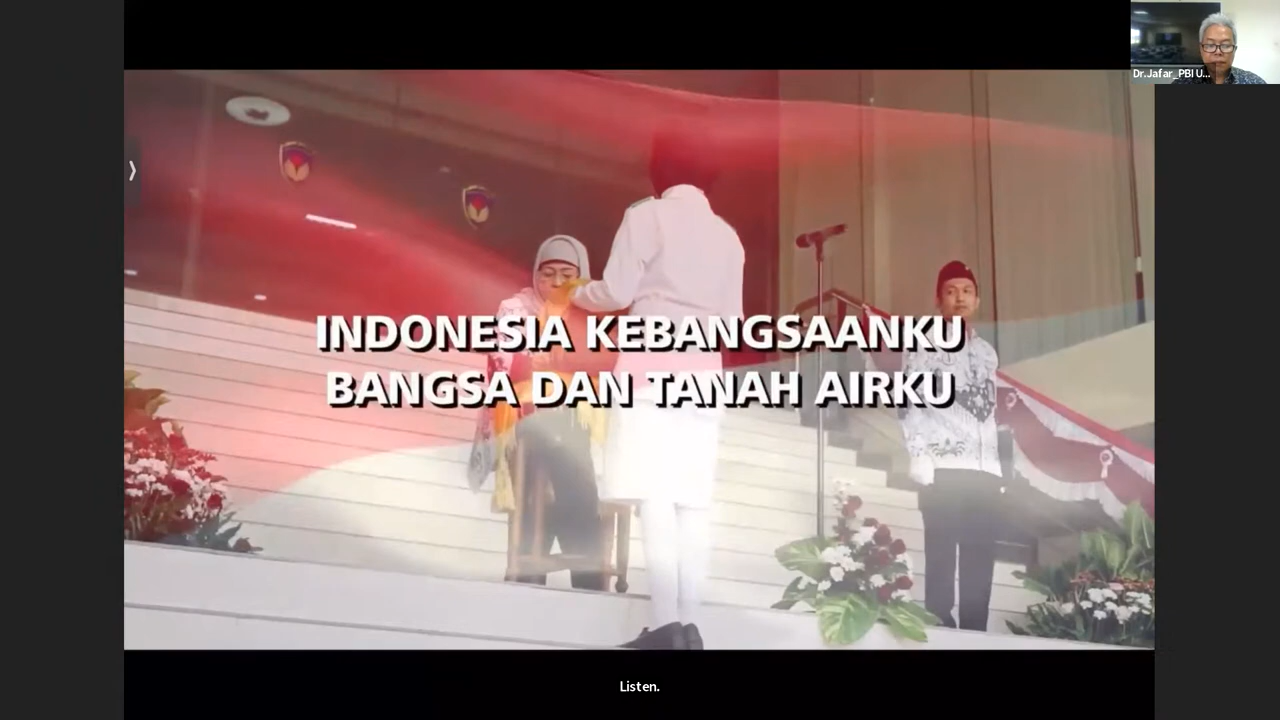 Dr.Jafar_PBI U...
INDONESIA KEBANGSAANKU
BANGSA DAN TANAH AIRKU
Listen.